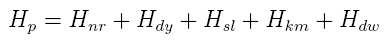 H_p = H_{nr} + H_{dy} + H_{sl} + H_{km} + H_{dw}